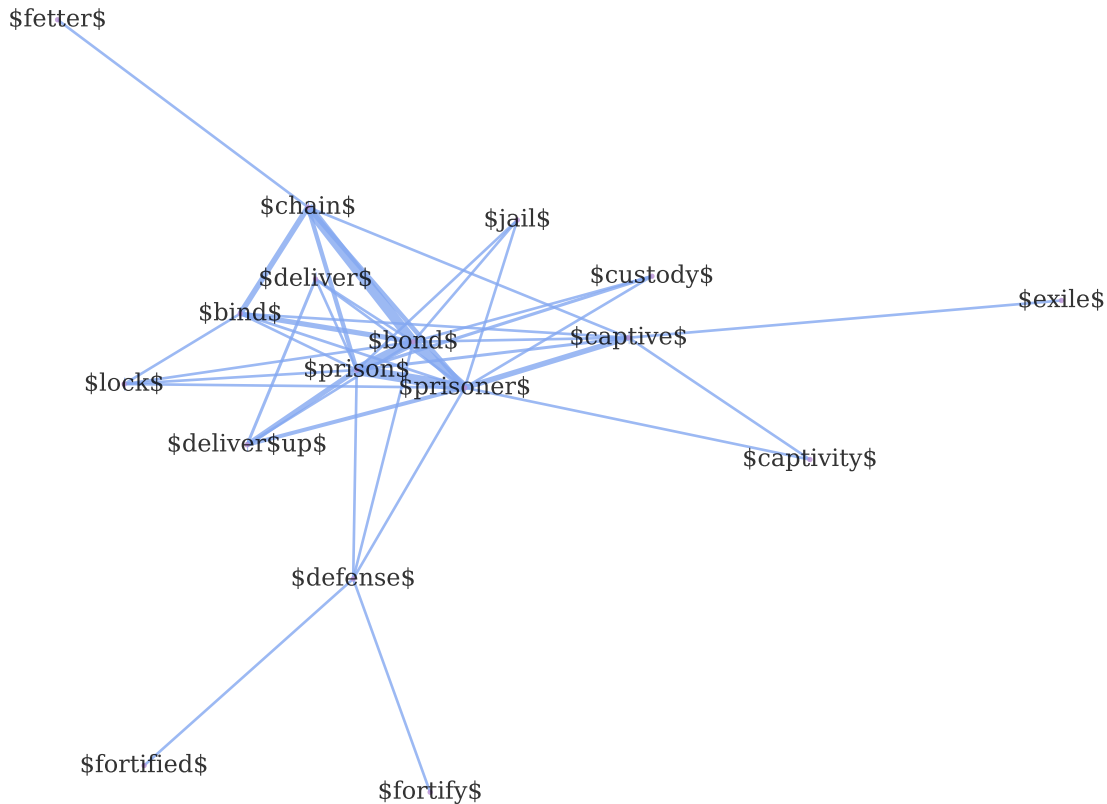 $fetter$
$chain$
$jail$
$deliver$
$custody$
$exile$
$bind$
$bond$
$captive$
$prison$
$prisoner$
$lock$
$deliver$up$
$captivity$
$defense$
$fortified$
$fortify$